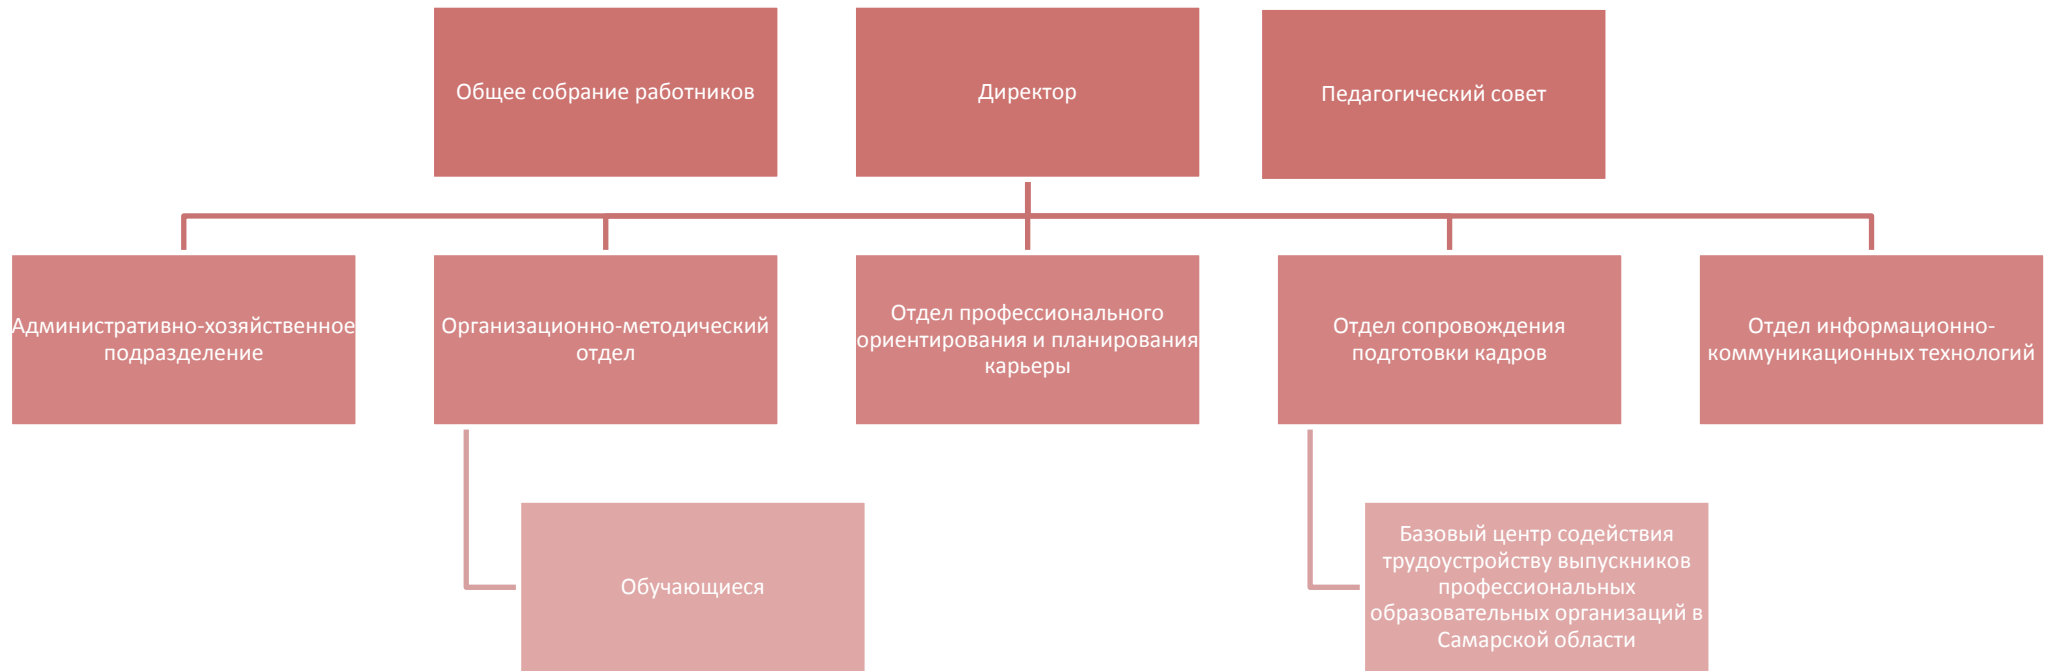 Общее собрание работников
Директор
Педагогический совет
Административно-хозяйственное
подразделение
Организационно-методический
отдел
Отдел профессионального
ориентирования и планирования
карьеры
Отдел сопровождения
подготовки кадров
Отдел информационно-
коммуникационных технологий
Обучающиеся
Базовый центр содействия
трудоустройству выпускников
профессиональных
образовательных организаций в
Самарской области